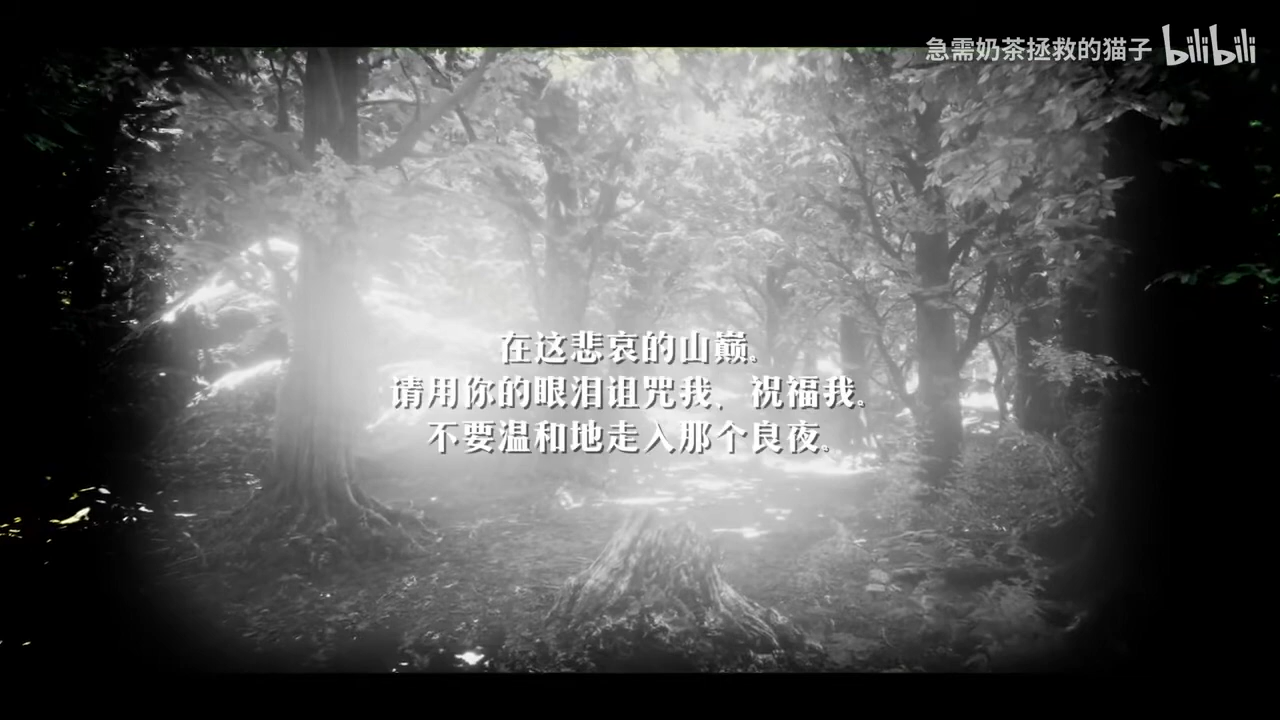 急需奶茶拯救的猫子 bilibili
在这悲哀的山巅。
请用你的眼泪诅咒我、祝福我。
不要温和地走入那个良夜。